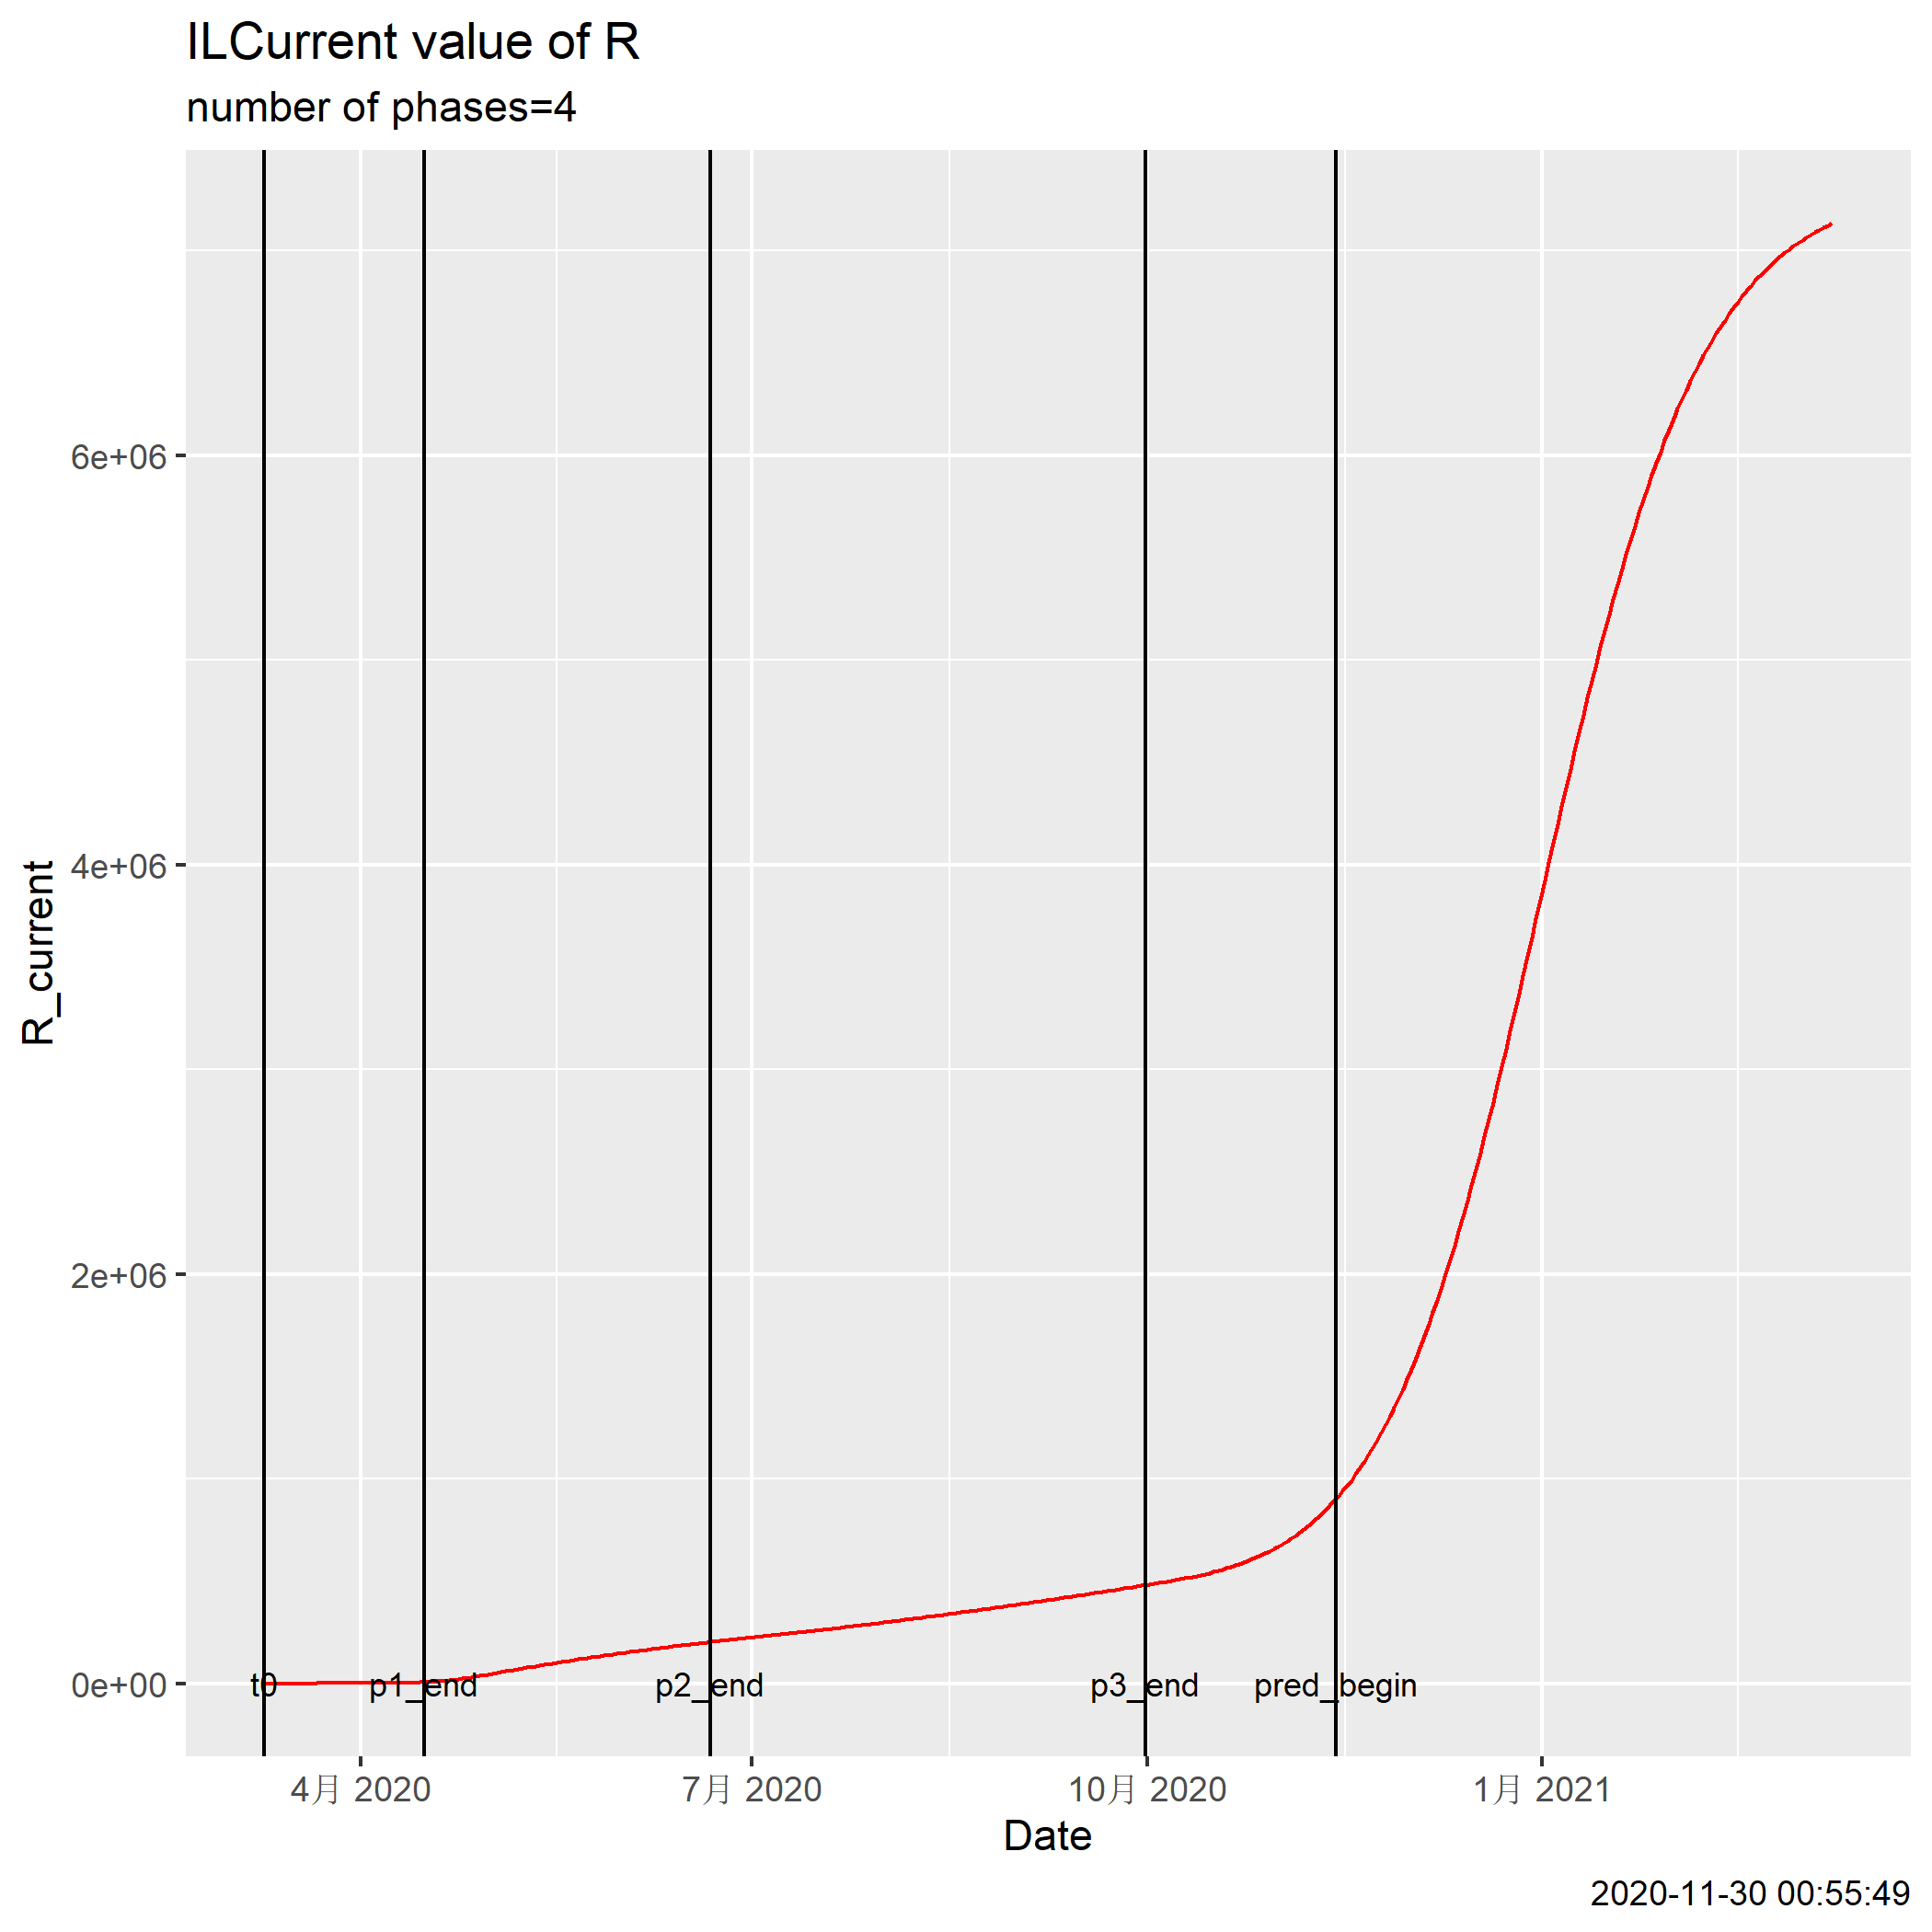 ILCurrent value of R
number of phases=4
R_current
6e+06
4e+06
2e+06
0e+00
t0 p1_end p2_end p3_end pred_begin
4月 2020 7月 2020 10月 2020 1月 2021
Date
2020-11-30 00:55:49